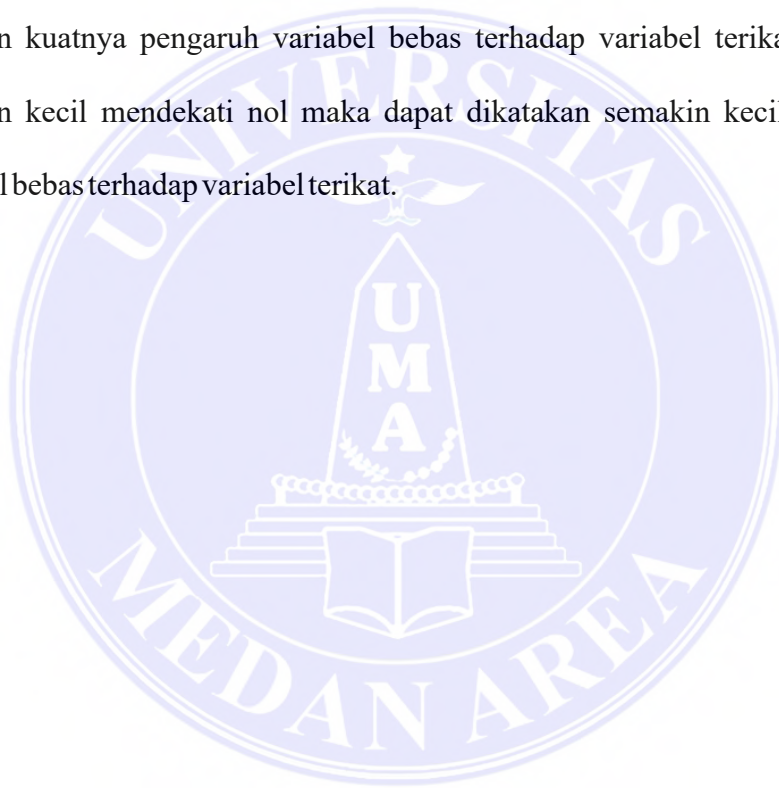 n kuatnya pengaruh variabel bebas terhadap variabel terika
n kecil mendekati nol maka dapat dikatakan semakin kecil
l bebas terhadap variabel terikat.
UNIVERSITAS
UMA
MEDAN AREA